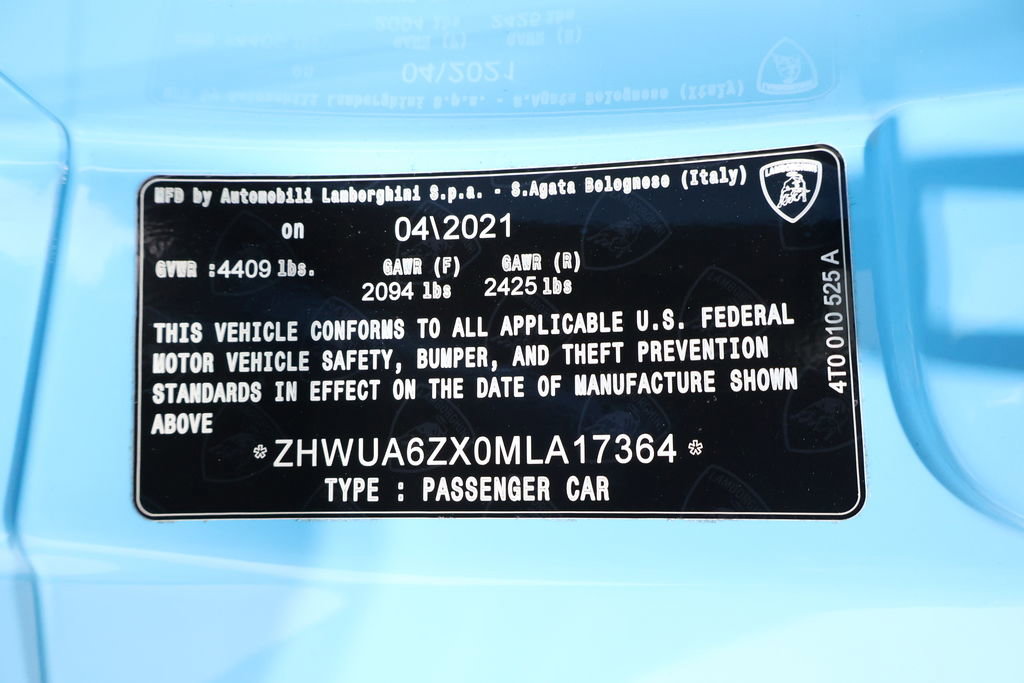 MFD by Automobili Lamborghini S.p.a. - S.Agata Bolognese (Italy)
LAMBORGHINI
on 04\2021
GVWR :4409 lbs. GAWR (F) GAWR (R)
2094 lbs 2425 lbs
THIS VEHICLE CONFORMS TO ALL APPLICABLE U.S. FEDERAL
MOTOR VEHICLE SAFETY, BUMPER, AND THEFT PREVENTION
STANDARDS IN EFFECT ON THE DATE OF MANUFACTURE SHOWN
ABOVE
*ZHWUA6ZX0MLA17364*
TYPE : PASSENGER CAR
4T0 010 525 A